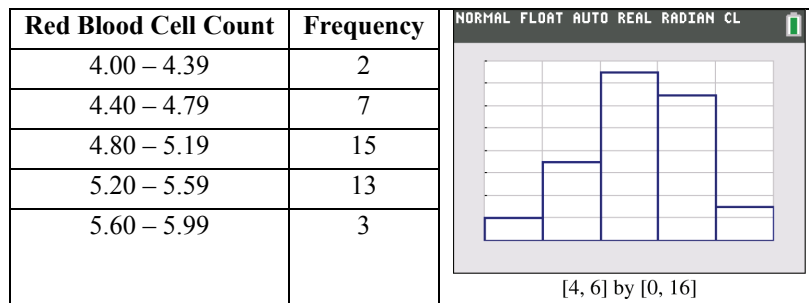 Red Blood Cell Count Frequency
4.00 – 4.39 2
4.40 – 4.79 7
4.80 – 5.19 15
5.20 – 5.59 13
5.60 – 5.99 3
NORMAL FLOAT AUTO REAL RADIAN CL
[4, 6] by [0, 16]